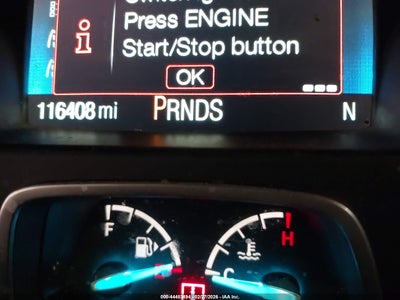 Press ENGINE
Start/Stop button
OK
116408 mi PRNDS N
F H
C